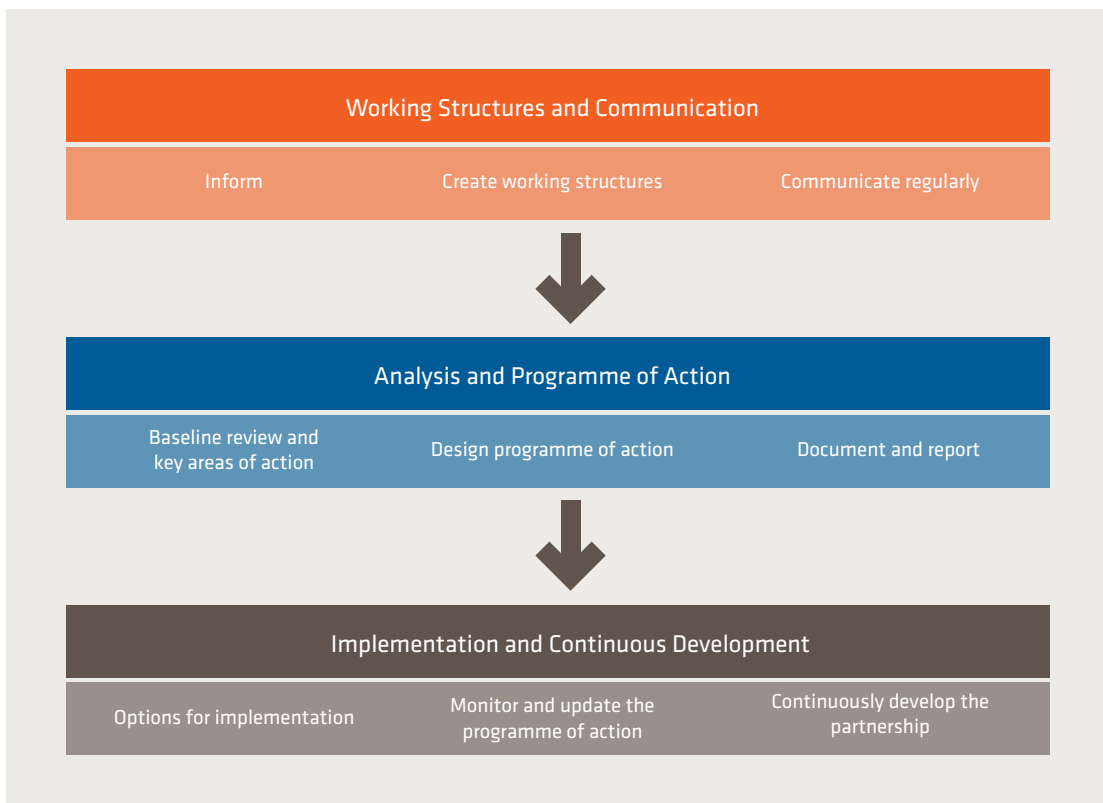 Working Structures and Communication
Inform
Create working structures
Communicate regularly
Analysis and Programme of Action
Baseline review and
key areas of action
Design programme of action
Document and report
Implementation and Continuous Development
Options for implementation
Monitor and update the
programme of action
Continuously develop the
partnership